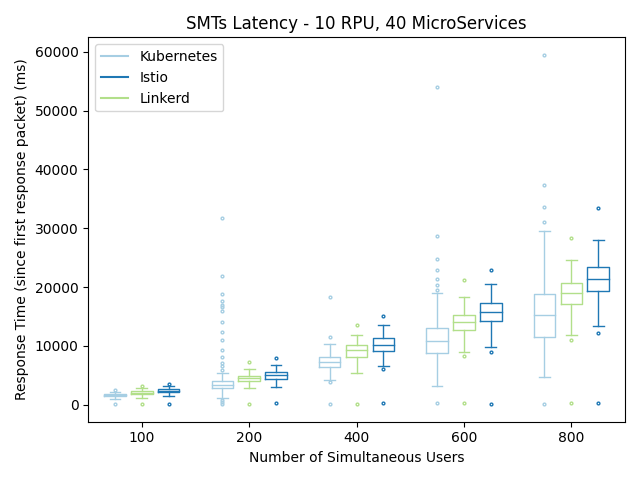 SMTs Latency - 10 RPU, 40 MicroServices
Kubernetes
Istio
Linkerd
Response Time (since first response packet) (ms)
60000
50000
40000
30000
20000
10000
0
100 200 400 600 800
Number of Simultaneous Users